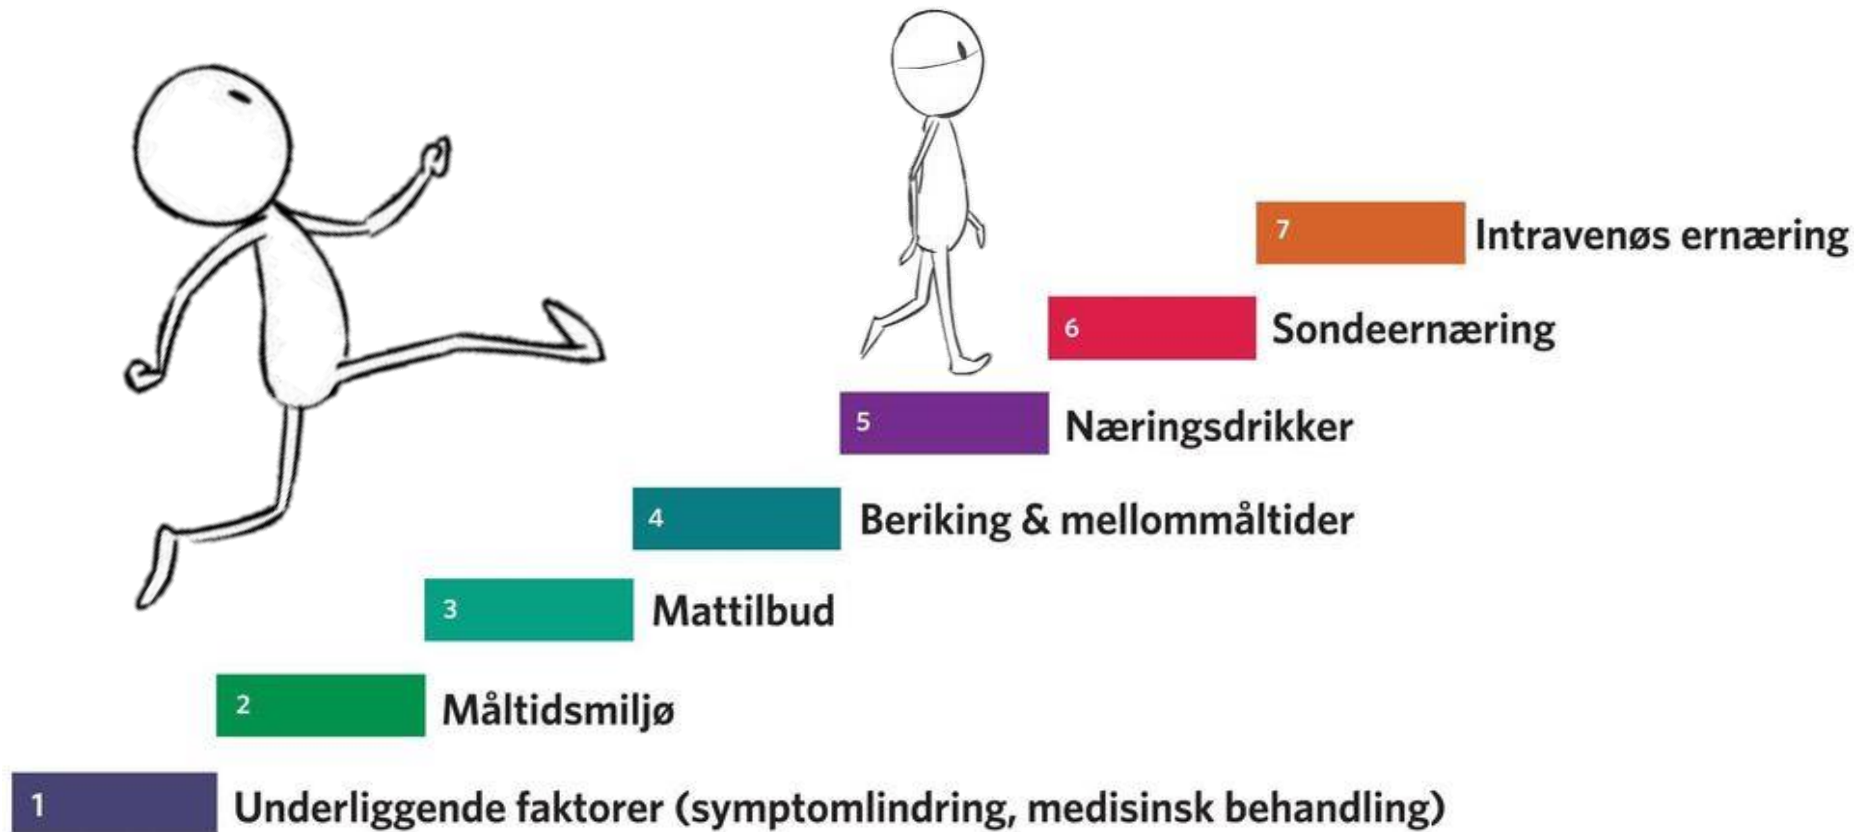 7 Intravenøs ernæring
6 Sondeernæring
5 Næringsdrikker
4 Beriking & mellommåltider
3 Mattilbud
2 Måltidsmiljø
1 Underliggende faktorer (symptomlindring, medisinsk behandling)